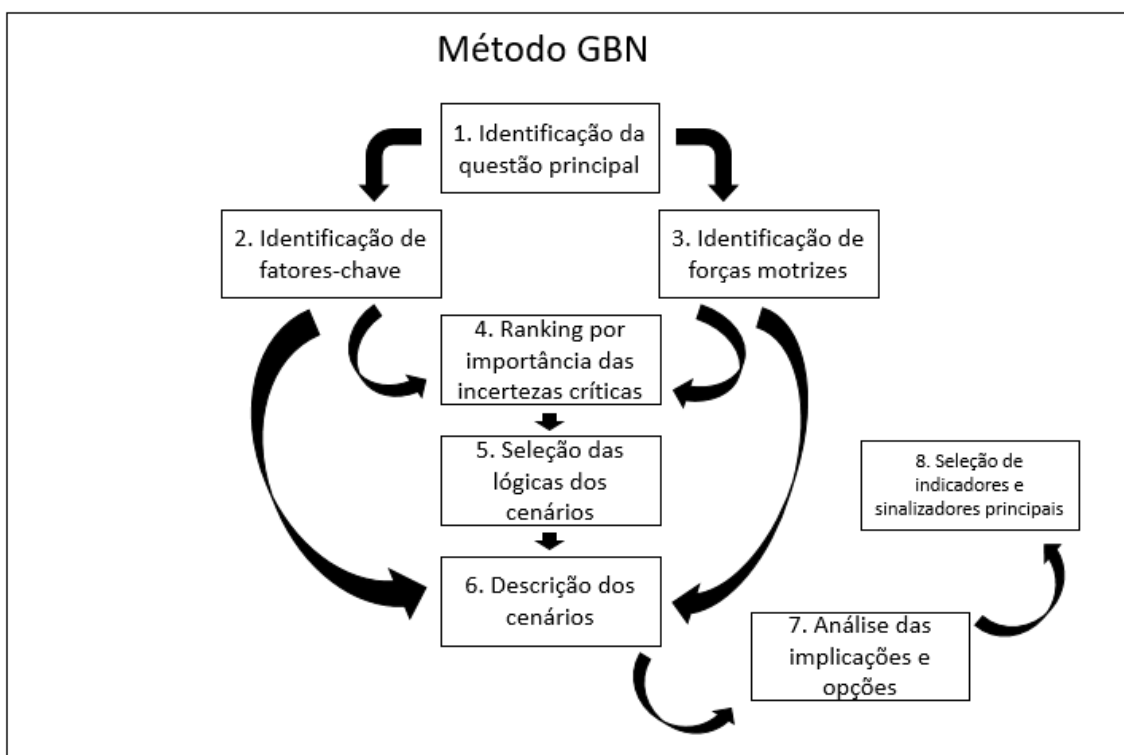 Método GBN
1. Identificação da
questão principal
2. Identificação de
fatores-chave
3. Identificação de
forças motrizes
4. Ranking por
importância das
incertezas críticas
5. Seleção das
lógicas dos
cenários
6. Descrição dos
cenários
7. Análise das
implicações e
opções
8. Seleção de
indicadores e
sinalizadores principais